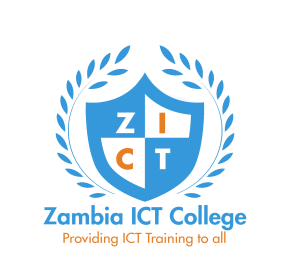 Z I
C T
Zambia ICT College
Providing ICT Training to all